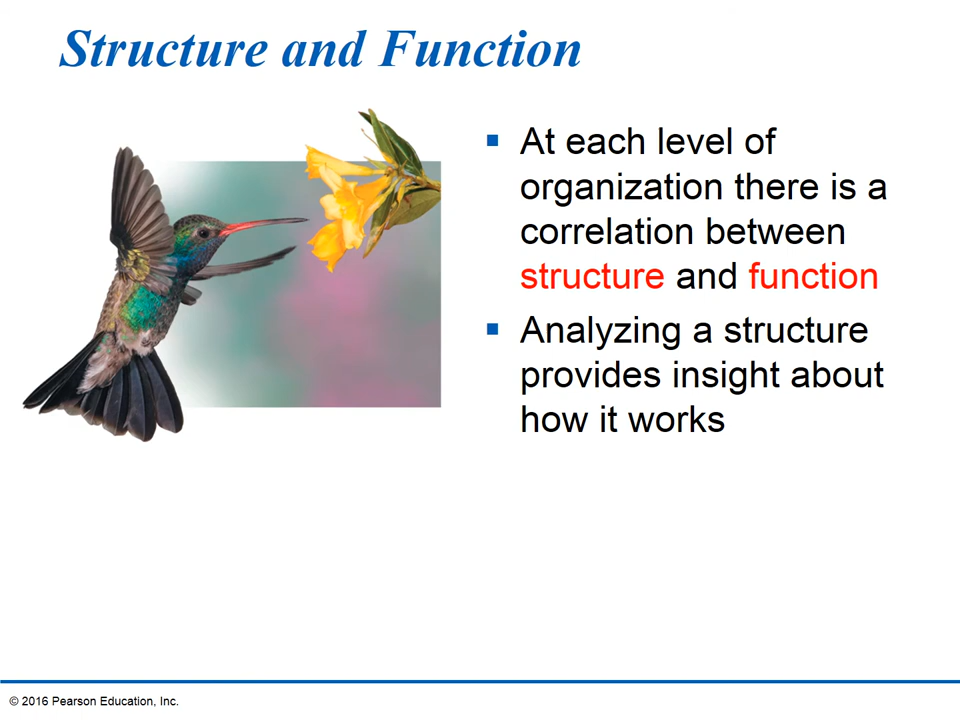 Structure and Function
▪ At each level of
organization there is a
correlation between
structure and function
▪ Analyzing a structure
provides insight about
how it works
© 2016 Pearson Education, Inc.